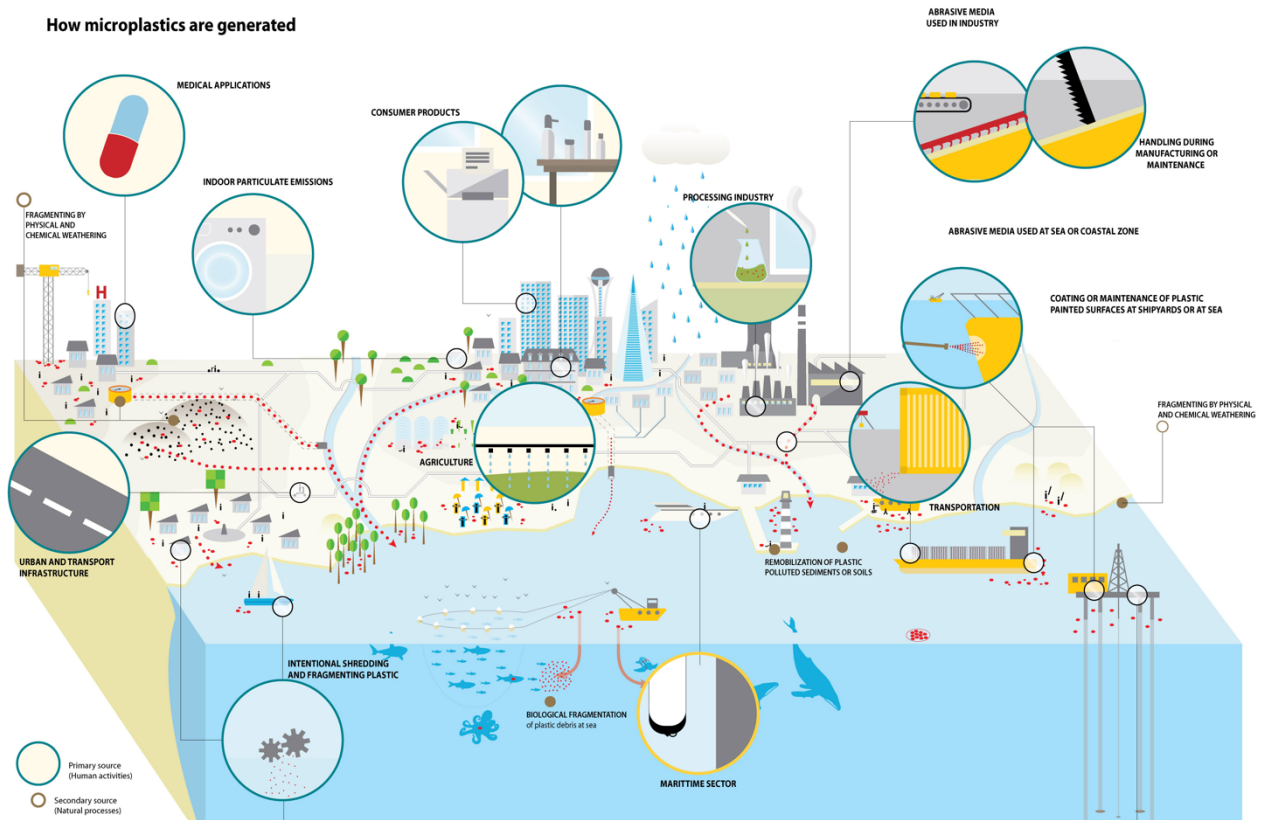 How microplastics are generated
ABRASIVE MEDIA
USED IN INDUSTRY
MEDICAL APPLICATIONS
CONSUMER PRODUCTS
HANDLING DURING
MANUFACTURING OR
MAINTENANCE
INDOOR PARTICULATE EMISSIONS
PROCESSING INDUSTRY
FRAGMENTING BY
PHYSICAL AND
CHEMICAL WEATHERING
ABRASIVE MEDIA USED AT SEA OR COASTAL ZONE
H
COATING OR MAINTENANCE OF PLASTIC
PAINTED SURFACES AT SHIPYARDS OR AT SEA
FRAGMENTING BY PHYSICAL
AND CHEMICAL WEATHERING
AGRICULTURE
TRANSPORTATION
URBAN AND TRANSPORT
INFRASTRUCTURE
REMOBILIZATION OF PLASTIC
POLLUTED SEDIMENTS OR SOILS
INTENTIONAL SHREDDING
AND FRAGMENTING PLASTIC
BIOLOGICAL FRAGMENTATION
of plastic debris at sea
MARITTIME SECTOR
Primary source
(Human activities)
Secondary source
(Natural processes)